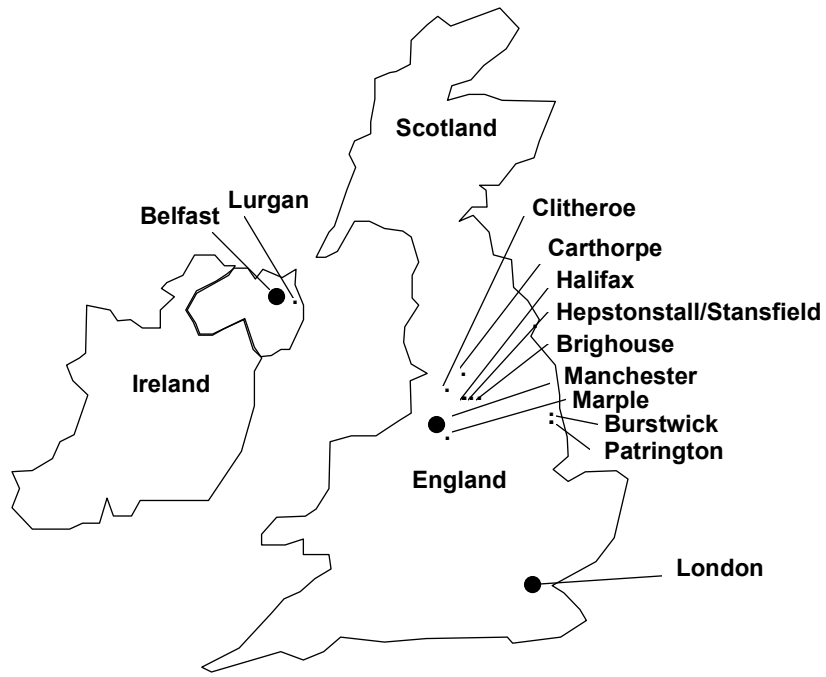 Scotland
Lurgan
Belfast
Clitheroe
Carthorpe
Halifax
Hepstonstall/Stansfield
Brighouse
Ireland
Manchester
Marple
Burstwick
Patrington
England
London